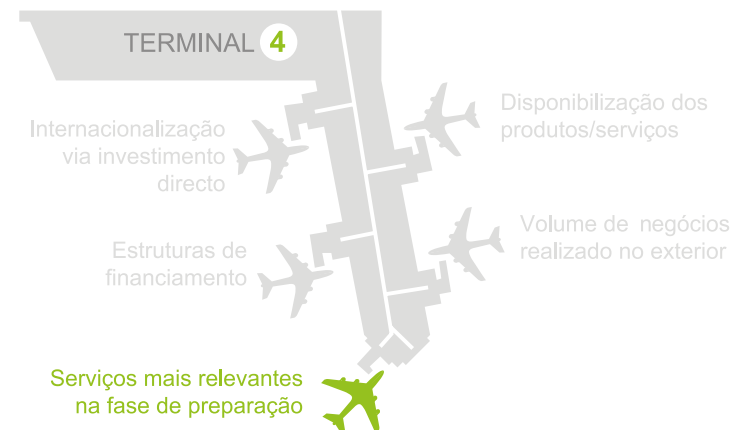 TERMINAL 4
Internacionalização
via investimento
directo
Disponibilização dos
produtos/serviços
Estruturas de
financiamento
Volume de negócios
realizado no exterior
Serviços mais relevantes
na fase de preparação